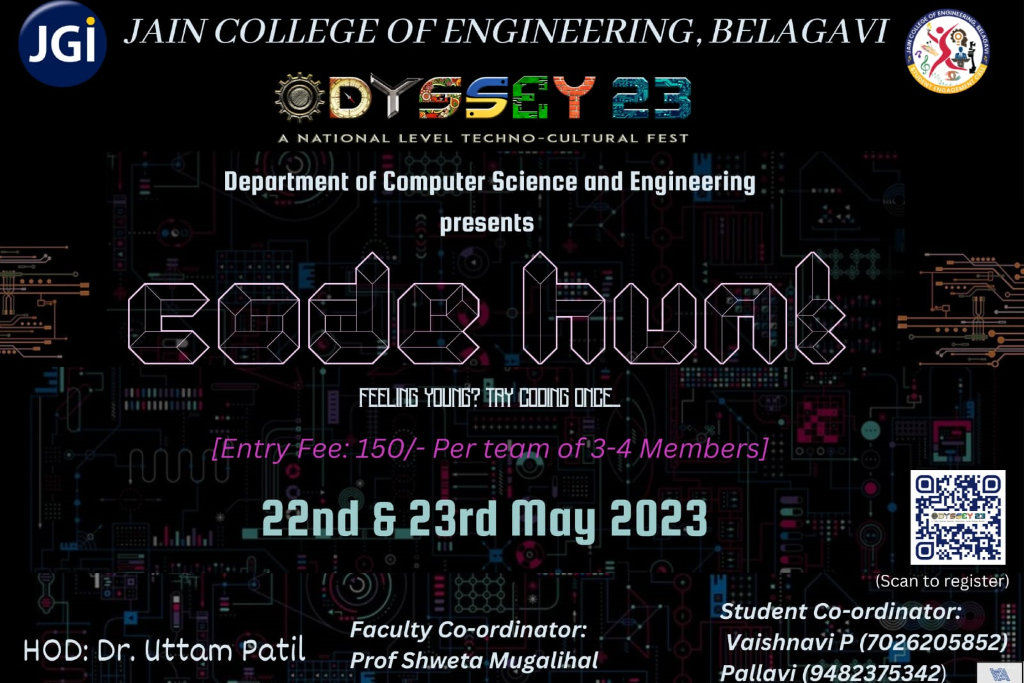 JGi
JAIN COLLEGE OF ENGINEERING, BELAGAVI
ODYSSEY 23
A NATIONAL LEVEL TECHNO-CULTURAL FEST
Department of Computer Science and Engineering
presents
code hunt
FEELING YOUNG? TRY CODING ONCE..
[Entry Fee: 150/- Per team of 3-4 Members]
22nd & 23rd May 2023
ODYSSEY 23
(Scan to register)
HOD: Dr. Uttam Patil
Faculty Co-ordinator:
Prof Shweta Mugalihal
Student Co-ordinator:
Vaishnavi P (7026205852)
Pallavi (9482375342)